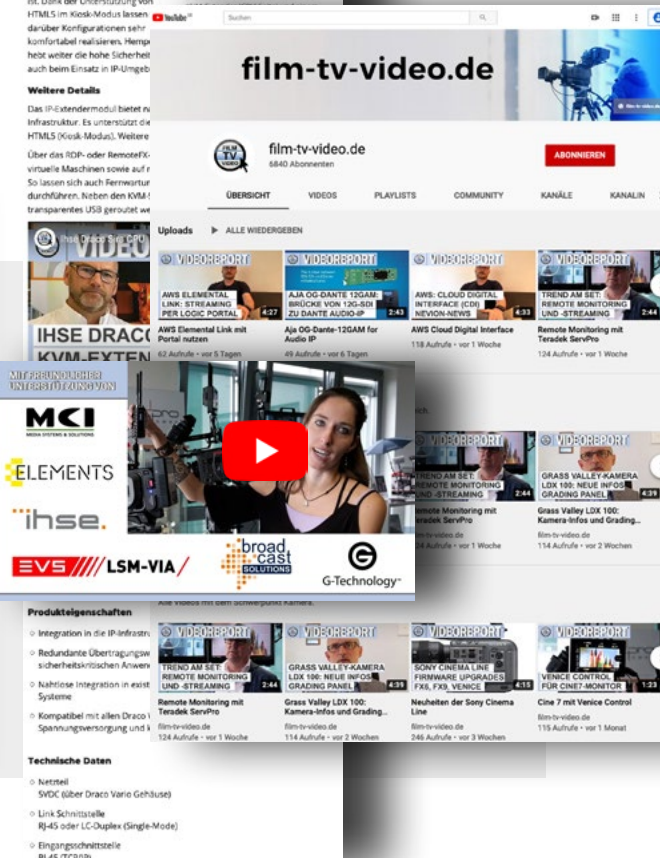 ist. Dank der Unterstützung von
HTML5 im Kiosk-Modus lassen
darüber Konfigurationen sehr
komfortabel realisieren.
hebt weiter die hohe Sicherheit
auch beim Einsatz in
Weitere Details
Das IP-Extendermodul bietet
Infrastruktur. Es unterstützt die
HTML5 (Kiosk-Modus). Weitere
Über das RDP- oder RemoteFX-
virtuelle Maschinen sowie auf
So lassen sich auch
durchführen. Neben den
transparentes USB geroutet
Ihse Draco CPU
IHSE DRACO
YouTube
Suchen
film-tv-video.de
FILM TV VIDEO
film-tv-video.de
6840 Abonnenten
ABONNIEREN
ÜBERSICHT VIDEOS PLAYLISTS COMMUNITY KANÄLE KANALIN
Uploads ALLE WIEDERGEBEN
VIDEOREPORT VIDEOREPORT VIDEOREPORT VIDEOREPORT
AWS ELEMENTAL
LINK: STREAMING
PER LOGIC PORTAL
4:27
AJA OG-DANTE 12GAM:
BRÜCKE VON 12G-SDI
ZU DANTE AUDIO-IP
2:43
AWS: CLOUD DIGITAL
INTERFACE (CDI)
NEVION-NEWS
4:33
TREND AM SET:
REMOTE MONITORING
UND -STREAMING
2:44
AWS Elemental Link mit
Portal nutzen
62 Aufrufe • vor 5 Tagen
Aja OG-Dante-12GAM for
Audio IP
49 Aufrufe • vor 6 Tagen
AWS Cloud Digital Interface
118 Aufrufe • vor 1 Woche
Remote Monitoring mit
Teradek ServPro
124 Aufrufe • vor 1 Woche
MIT FREUNDLICHER
UNTERSTÜTZUNG VON
MCI
MEDIA SYSTEMS & SOLUTIONS
ELEMENTS
ihse.
EVS LSM-VIA
broad
cast
SOLUTIONS
G-Technology
VIDEOREPORT VIDEOREPORT
TREND AM SET:
REMOTE MONITORING
UND -STREAMING
2:44
GRASS VALLEY-KAMERA
LDX 100: NEUE INFOS
GRADING PANEL
4:39
Remote Monitoring mit
Teradek ServPro
film-tv-video.de
124 Aufrufe • vor 1 Woche
Grass Valley LDX 100:
Kamera-Infos und Grading...
film-tv-video.de
114 Aufrufe • vor 2 Wochen
Alle Videos mit dem Schwerpunkt Kamera.
VIDEOREPORT VIDEOREPORT VIDEOREPORT VIDEOREPORT
TREND AM SET:
REMOTE MONITORING
UND -STREAMING
2:44
GRASS VALLEY-KAMERA
LDX 100: NEUE INFOS
GRADING PANEL
4:39
SONY CINEMA LINE
FIRMWARE UPGRADES
FX6, FX9, VENICE
4:15
VENICE CONTROL
FÜR CINE7-MONITOR
1:23
Remote Monitoring mit
Teradek ServPro
film-tv-video.de
124 Aufrufe • vor 1 Woche
Grass Valley LDX 100:
Kamera-Infos und Grading...
film-tv-video.de
114 Aufrufe • vor 2 Wochen
Neuheiten der Sony Cinema
Line
film-tv-video.de
246 Aufrufe • vor 3 Wochen
Cine 7 mit Venice Control
film-tv-video.de
115 Aufrufe • vor 1 Monat
Produkteigenschaften
Integration in die
Redundante
sicherheitskritischen
Nahtlose Integration in
Systeme
Kompatibel mit allen Draco
Spannungsversorgung und
Technische Daten
Netzteil
5VDC (über Draco Vario Gehäuse)
Link Schnittstelle
RJ-45 oder LC-Duplex (Single-Mode)
Eingangsschnittstelle
RJ-45 (TCP/IP)